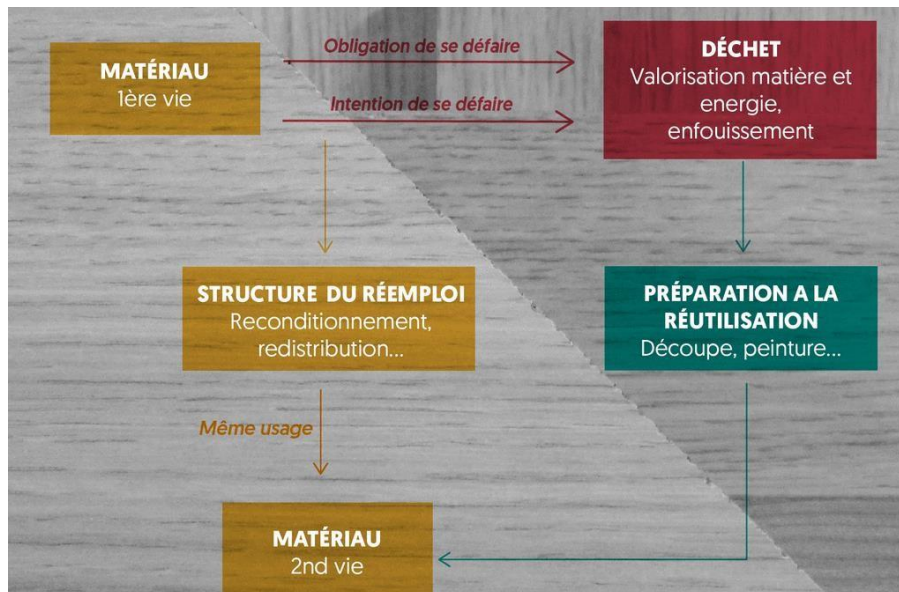 MATÉRIAU
1ère vie
Obligation de se défaire
Intention de se défaire
DÉCHET
Valorisation matière et
energie,
enfouissement
STRUCTURE DU RÉEMPLOI
Reconditionnement,
redistribution...
PRÉPARATION A LA
RÉUTILISATION
Découpe, peinture...
Même usage
MATÉRIAU
2nd vie